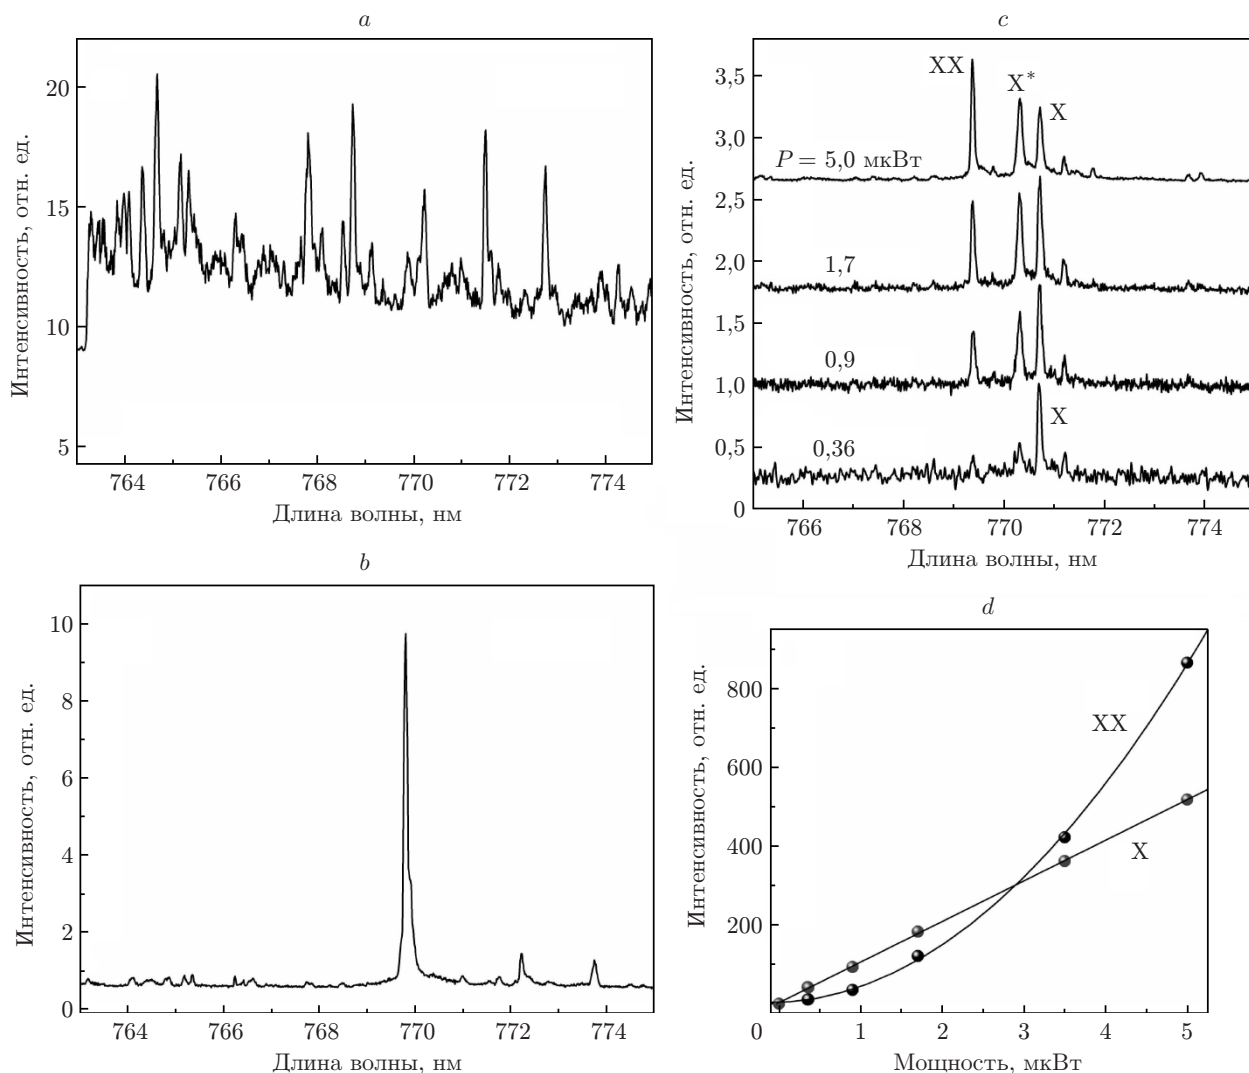 a
20
15
10
5
Интенсивность, отн. ед.
764 766 768 770 772 774
Длина волны, нм
b
10
8
6
4
2
0
Интенсивность, отн. ед.
764 766 768 770 772 774
Длина волны, нм
c
3,5
3,0
2,5
2,0
1,5
1,0
0,5
0
Интенсивность, отн. ед.
XX
X*
X
P = 5,0 мкВт
1,7
0,9
X
0,36
766 768 770 772 774
Длина волны, нм
d
800
600
400
200
Интенсивность, отн. ед.
XX
X
0 1 2 3 4 5
Мощность, мкВт